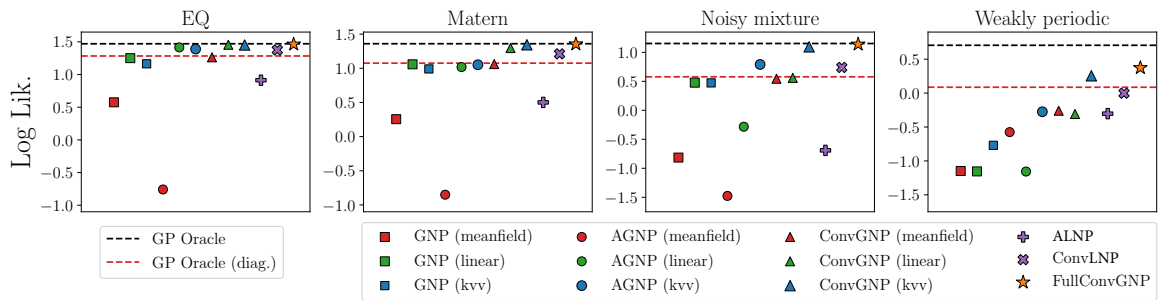 EQ
Matern
Noisy mixture
Weakly periodic
Log Lik.
1.5
1.0
0.5
0.0
−0.5
−1.0
1.5
1.0
0.5
0.0
−0.5
−1.0
1.0
0.5
0.0
−0.5
−1.0
−1.5
0.5
0.0
−0.5
−1.0
−1.5
GP Oracle
GP Oracle (diag.)
GNP (meanfield)
GNP (linear)
GNP (kvv)
AGNP (meanfield)
AGNP (linear)
AGNP (kvv)
ConvGNP (meanfield)
ConvGNP (linear)
ConvGNP (kvv)
ALNP
ConvLNP
FullConvGNP